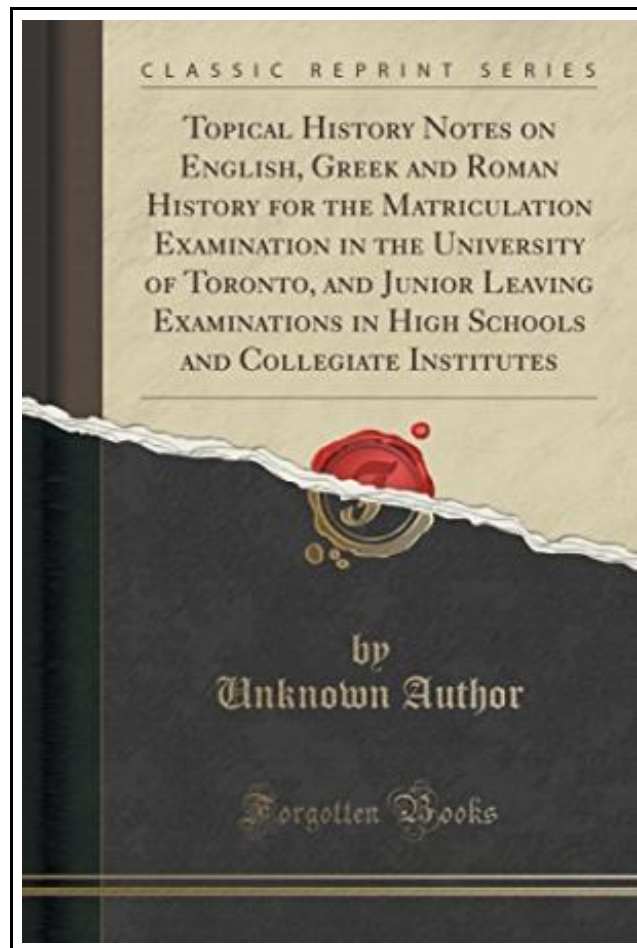 CLASSIC REPRINT SERIES
TOPICAL HISTORY NOTES ON
ENGLISH, GREEK AND ROMAN
HISTORY FOR THE MATRICULATION
EXAMINATION IN THE UNIVERSITY
OF TORONTO, AND JUNIOR LEAVING
EXAMINATIONS IN HIGH SCHOOLS
AND COLLEGIATE INSTITUTES
by
Unknown Author
Forgotten Books